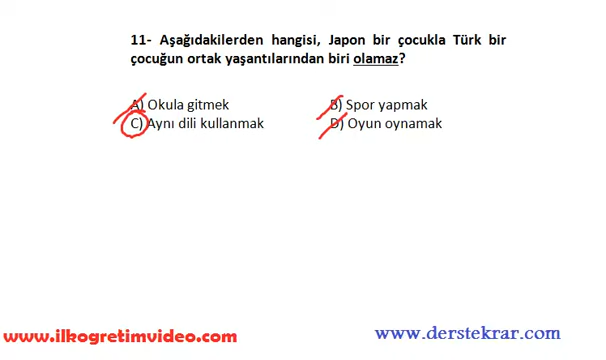 11- Aşağıdakilerden hangisi, Japon bir çocukla Türk bir
çocuğun ortak yaşantılarından biri olamaz?
A) Okula gitmek B) Spor yapmak
C) Aynı dili kullanmak D) Oyun oynamak
www.ilkogretimvideo.com www.derstekrar.com